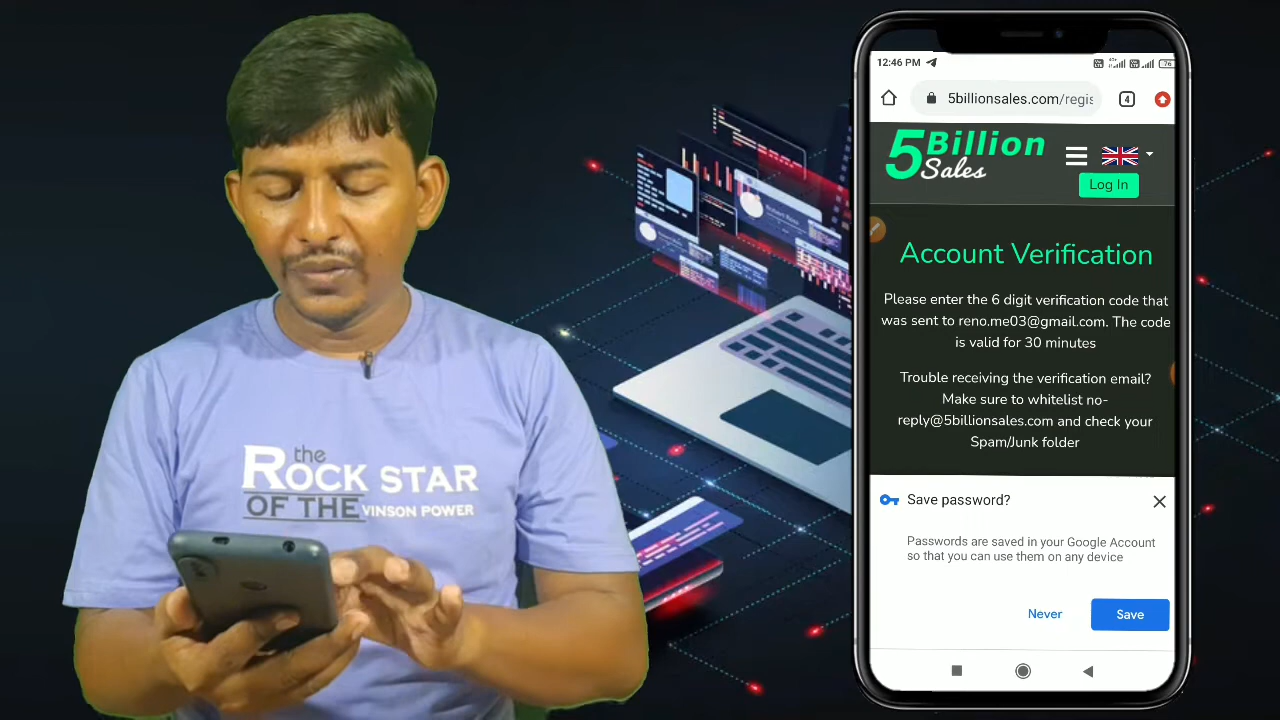 the
ROCK STAR
OF THE VINSON POWER
12:46 PM
76
5billionsales.com/regis
4
5 Billion
Sales
Log In
Account Verification
Please enter the 6 digit verification code that
was sent to reno.me03@gmail.com. The code
is valid for 30 minutes
Trouble receiving the verification email?
Make sure to whitelist no-
reply@5billionsales.com and check your
Spam/Junk folder
Save password?
Passwords are saved in your Google Account
so that you can use them on any device
Never
Save